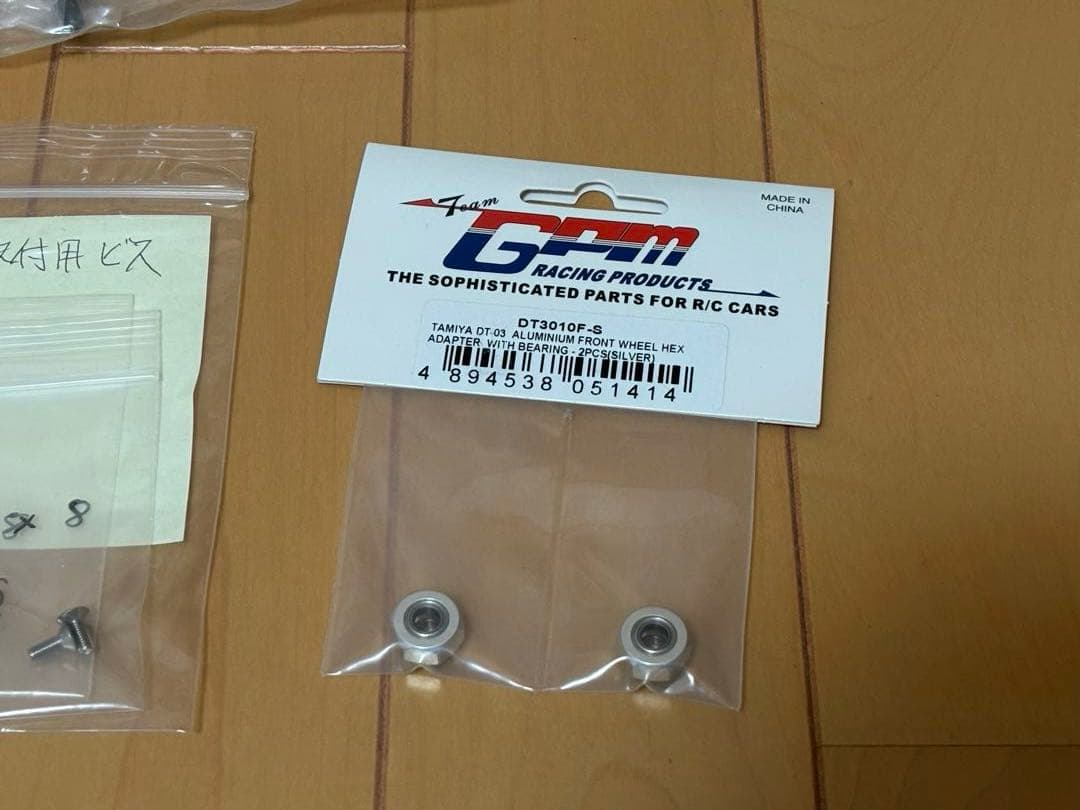 付用ビス
8
Team
GPM
RACING PRODUCTS
THE SOPHISTICATED PARTS FOR R/C CARS
MADE IN
CHINA
DT3010F-S
TAMIYA DT-03 ALUMINIUM FRONT WHEEL HEX
ADAPTER WITH BEARING - 2PCS(SILVER)
4 894538 051414